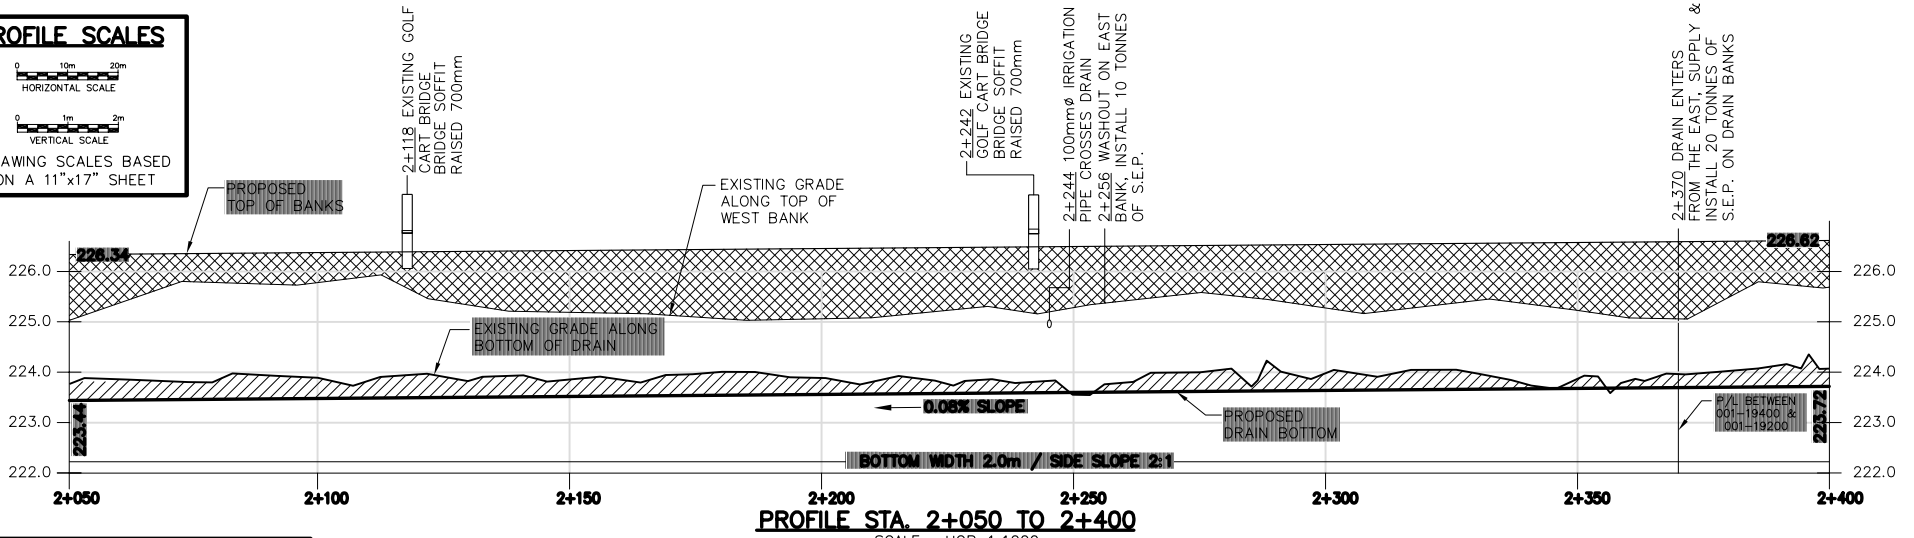 PROFILE SCALES
0 10m 20m
HORIZONTAL SCALE
0 1m 2m
VERTICAL SCALE
SCALES BASED
ON A 11"x17" SHEET
2+118 EXISTING GOLF
CART BRIDGE
BRIDGE SOFFIT
RAISED 700mm
2+242 EXISTING
GOLF CART BRIDGE
BRIDGE SOFFIT
RAISED 700mm
2+244 100mmø IRRIGATION
PIPE CROSSES DRAIN
2+256 WASHOUT ON EAST
BANK, INSTALL 10 TONNES
OF S.E.P.
2+370 DRAIN ENTERS
FROM THE EAST, SUPPLY &
INSTALL 20 TONNES OF
S.E.P. ON DRAIN BANKS
PROPOSED
TOP OF BANKS
EXISTING GRADE
ALONG TOP OF
WEST BANK
226.34
226.62
226.0
226.0
225.0
225.0
EXISTING GRADE ALONG
BOTTOM OF DRAIN
224.0
224.0
223.44
0.08% SLOPE
PROPOSED
DRAIN BOTTOM
P/L BETWEEN
001-19400 &
001-19200
223.72
223.0
223.0
BOTTOM WIDTH 2.0m / SIDE SLOPE 2:1
222.0
222.0
2+050 2+100 2+150 2+200 2+250 2+300 2+350 2+400
PROFILE STA. 2+050 TO 2+400